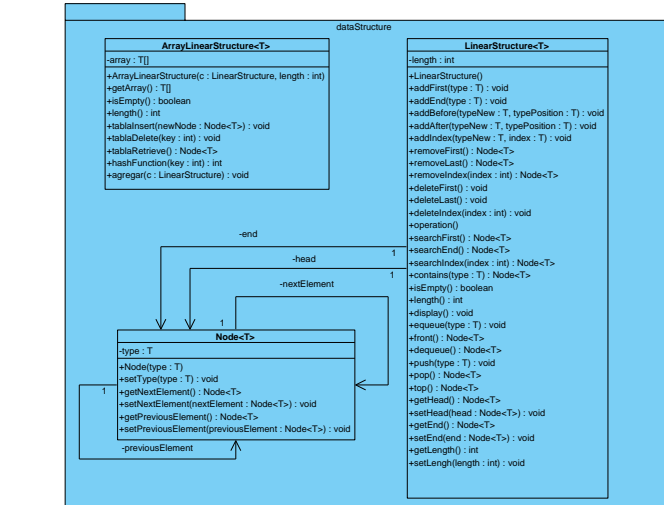 dataStructure
ArrayLinearStructure<T>
-array : T[]
+ArrayLinearStructure(c : LinearStructure, length : int)
+getArray() : T[]
+isEmpty() : boolean
+length() : int
+tablaInsert(newNode : Node<T>) : void
+tablaDelete(key : int) : void
+tablaRetrieve() : Node<T>
+hashFunction(key : int) : int
+agregar(c : LinearStructure) : void
LinearStructure<T>
-length : int
+LinearStructure()
+addFirst(type : T) : void
+addEnd(type : T) : void
+addBefore(typeNew : T, typePosition : T) : void
+addAfter(typeNew : T, typePosition : T) : void
+addIndex(typeNew : T, index : T) : void
+removeFirst() : Node<T>
+removeLast() : Node<T>
+removeIndex(index : int) : Node<T>
+deleteFirst() : void
+deleteLast() : void
+deleteIndex(index : int) : void
+operation()
+searchFirst() : Node<T>
+searchEnd() : Node<T>
+searchIndex(index : int) : Node<T>
+contains(type : T) : Node<T>
+isEmpty() : boolean
+length() : int
+display() : void
+equeue(type : T) : void
+front() : Node<T>
+dequeue() : Node<T>
+push(type : T) : void
+pop() : Node<T>
+top() : Node<T>
+getHead() : Node<T>
+setHead(head : Node<T>) : void
+getEnd() : Node<T>
+setEnd(end : Node<T>) : void
+getLength() : int
+setLengh(length : int) : void
-end
1
-head
1
-nextElement
1
Node<T>
-type : T
+Node(type : T)
+setType(type : T) : void
+getNextElement() : Node<T>
+setNextElement(nextElement : Node<T>) : void
+getPreviousElement() : Node<T>
+setPreviousElement(previousElement : Node<T>) : void
1
-previousElement